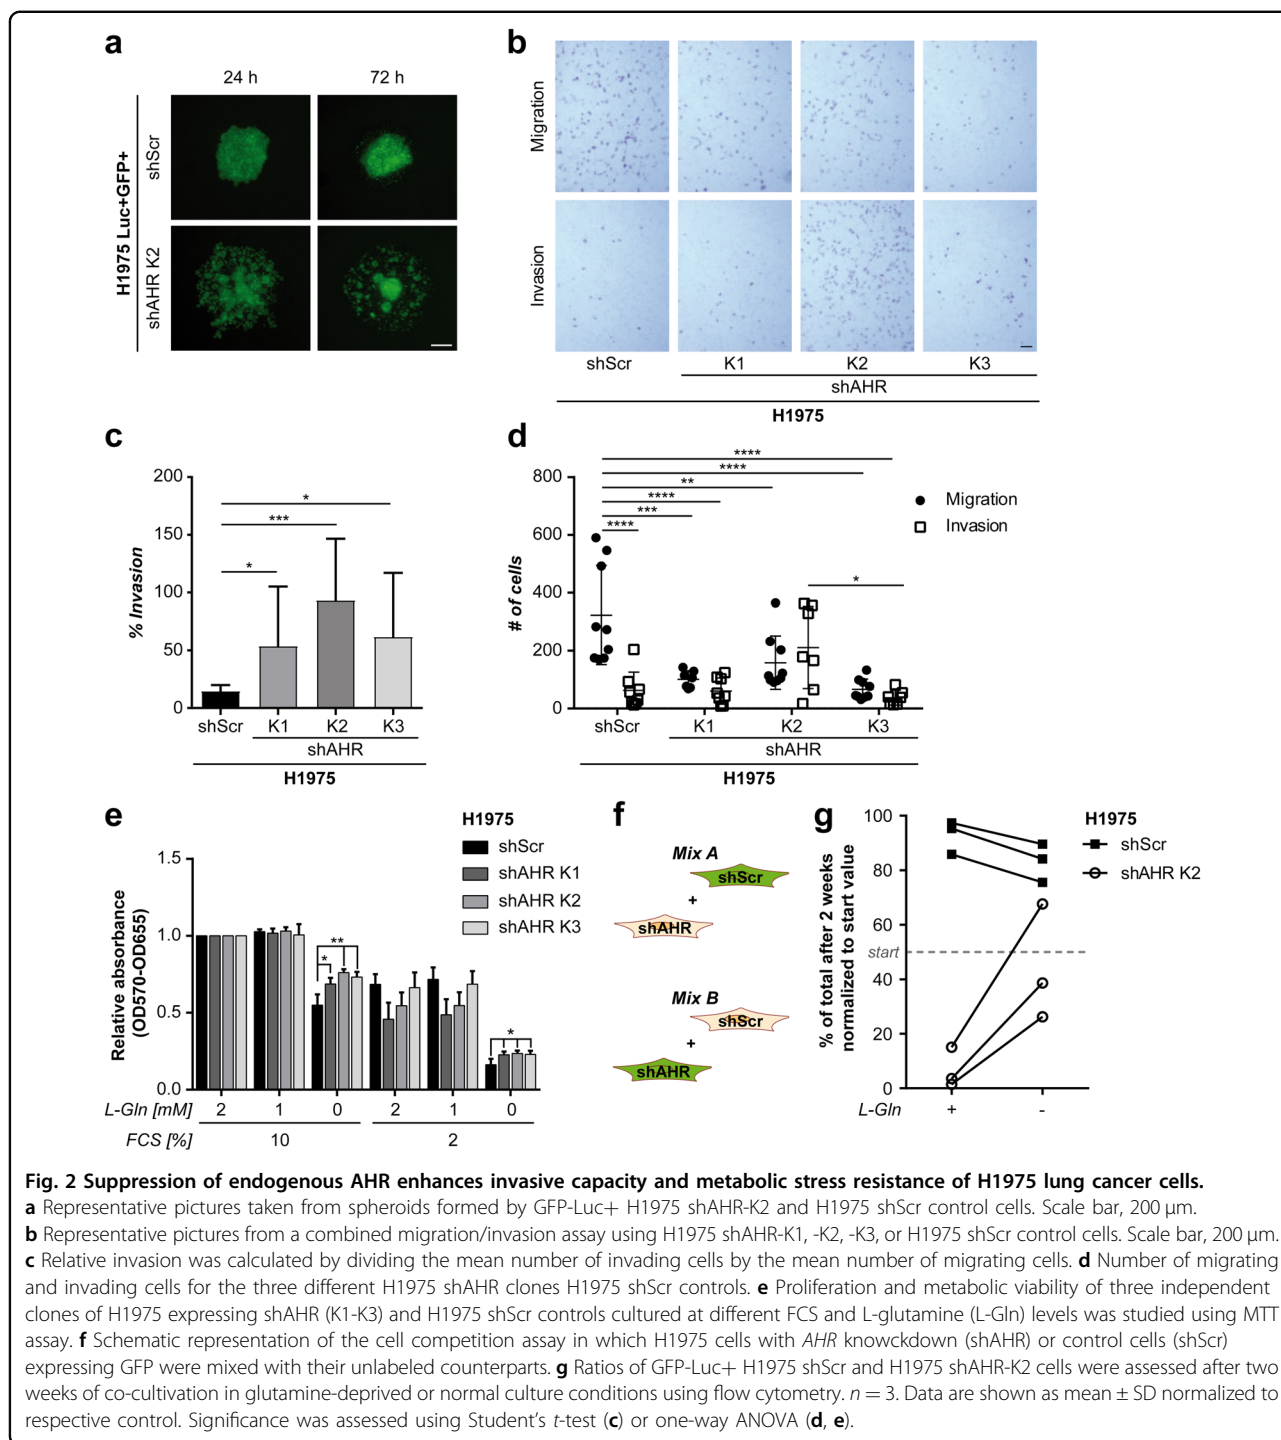 a
24 h
72 h
H1975 Luc+GFP+
shScr
shAHR K2
b
Migration
Invasion
shScr
K1
K2
K3
shAHR
H1975
c
% Invasion
200
150
100
50
0
*
***
*
shScr
K1
K2
K3
shAHR
H1975
d
# of cells
800
600
400
200
0
****
****
**
****
***
****
*
Migration
Invasion
shScr
K1
K2
K3
shAHR
H1975
e
Relative absorbance
(OD570-OD655)
1.5
1.0
0.5
0.0
H1975
shScr
shAHR K1
shAHR K2
shAHR K3
**
*
*
L-Gln [mM] 2 1 0 2 1 0
FCS [%] 10 2
f
Mix A
shScr
+
shAHR
Mix B
shScr
+
shAHR
g
% of total after 2 weeks
normalized to start value
100
80
60
start
40
20
0
L-Gln + -
H1975
shScr
shAHR K2
Fig. 2 Suppression of endogenous AHR enhances invasive capacity and metabolic stress resistance of H1975 lung cancer cells.
a Representative pictures taken from spheroids formed by GFP-Luc+ H1975 shAHR-K2 and H1975 shScr control cells. Scale bar, 200 µm.
b Representative pictures from a combined migration/invasion assay using H1975 shAHR-K1, -K2, -K3, or H1975 shScr control cells. Scale bar, 200 µm.
c Relative invasion was calculated by dividing the mean number of invading cells by the mean number of migrating cells. d Number of migrating
and invading cells for the three different H1975 shAHR clones H1975 shScr controls. e Proliferation and metabolic viability of three independent
clones of H1975 expressing shAHR (K1-K3) and H1975 shScr controls cultured at different FCS and L-glutamine (L-Gln) levels was studied using MTT
assay. f Schematic representation of the cell competition assay in which H1975 cells with AHR knowckdown (shAHR) or control cells (shScr)
expressing GFP were mixed with their unlabeled counterparts. g Ratios of GFP-Luc+ H1975 shScr and H1975 shAHR-K2 cells were assessed after two
weeks of co-cultivation in glutamine-deprived or normal culture conditions using flow cytometry. n = 3. Data are shown as mean ± SD normalized to
respective control. Significance was assessed using Student's t-test (c) or one-way ANOVA (d, e).